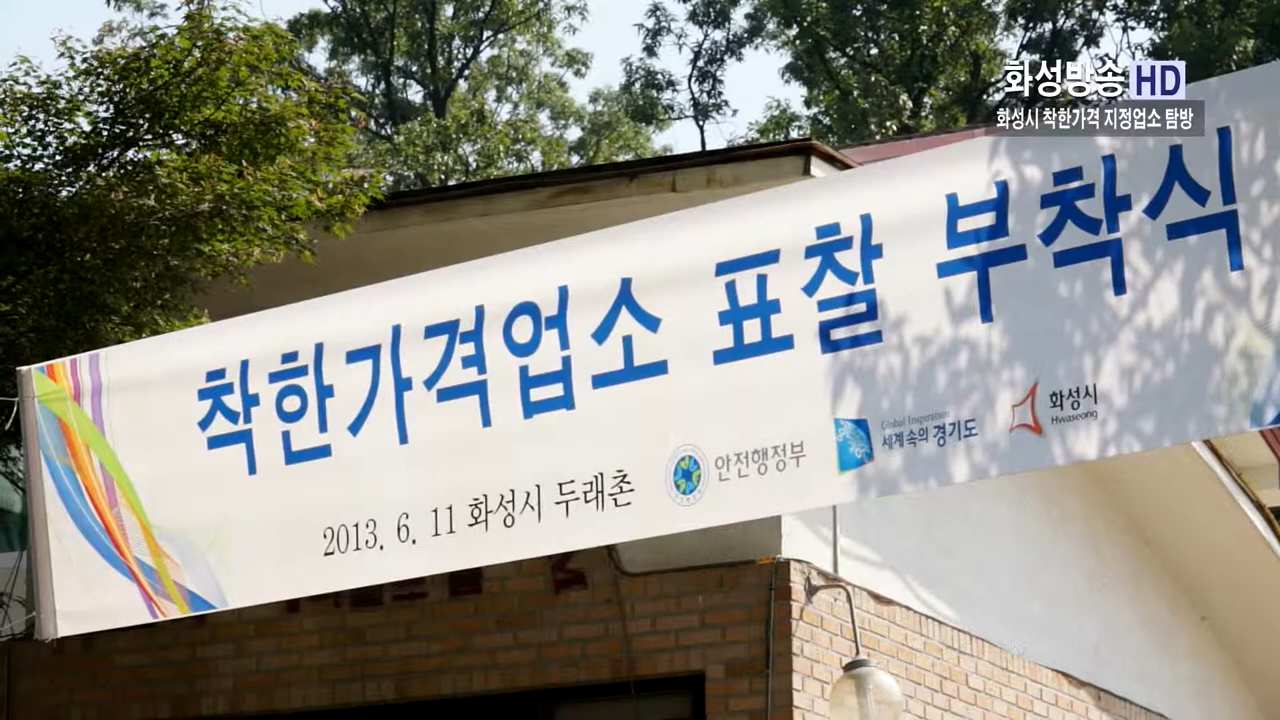 화성방송 HD
화성시 착한가격 지정업소 탐방
착한가격업소 표찰 부착식
2013. 6. 11 화성시 두래촌
안전행정부
Global Inspiration
세계속의 경기도
화성시
Hwaseong